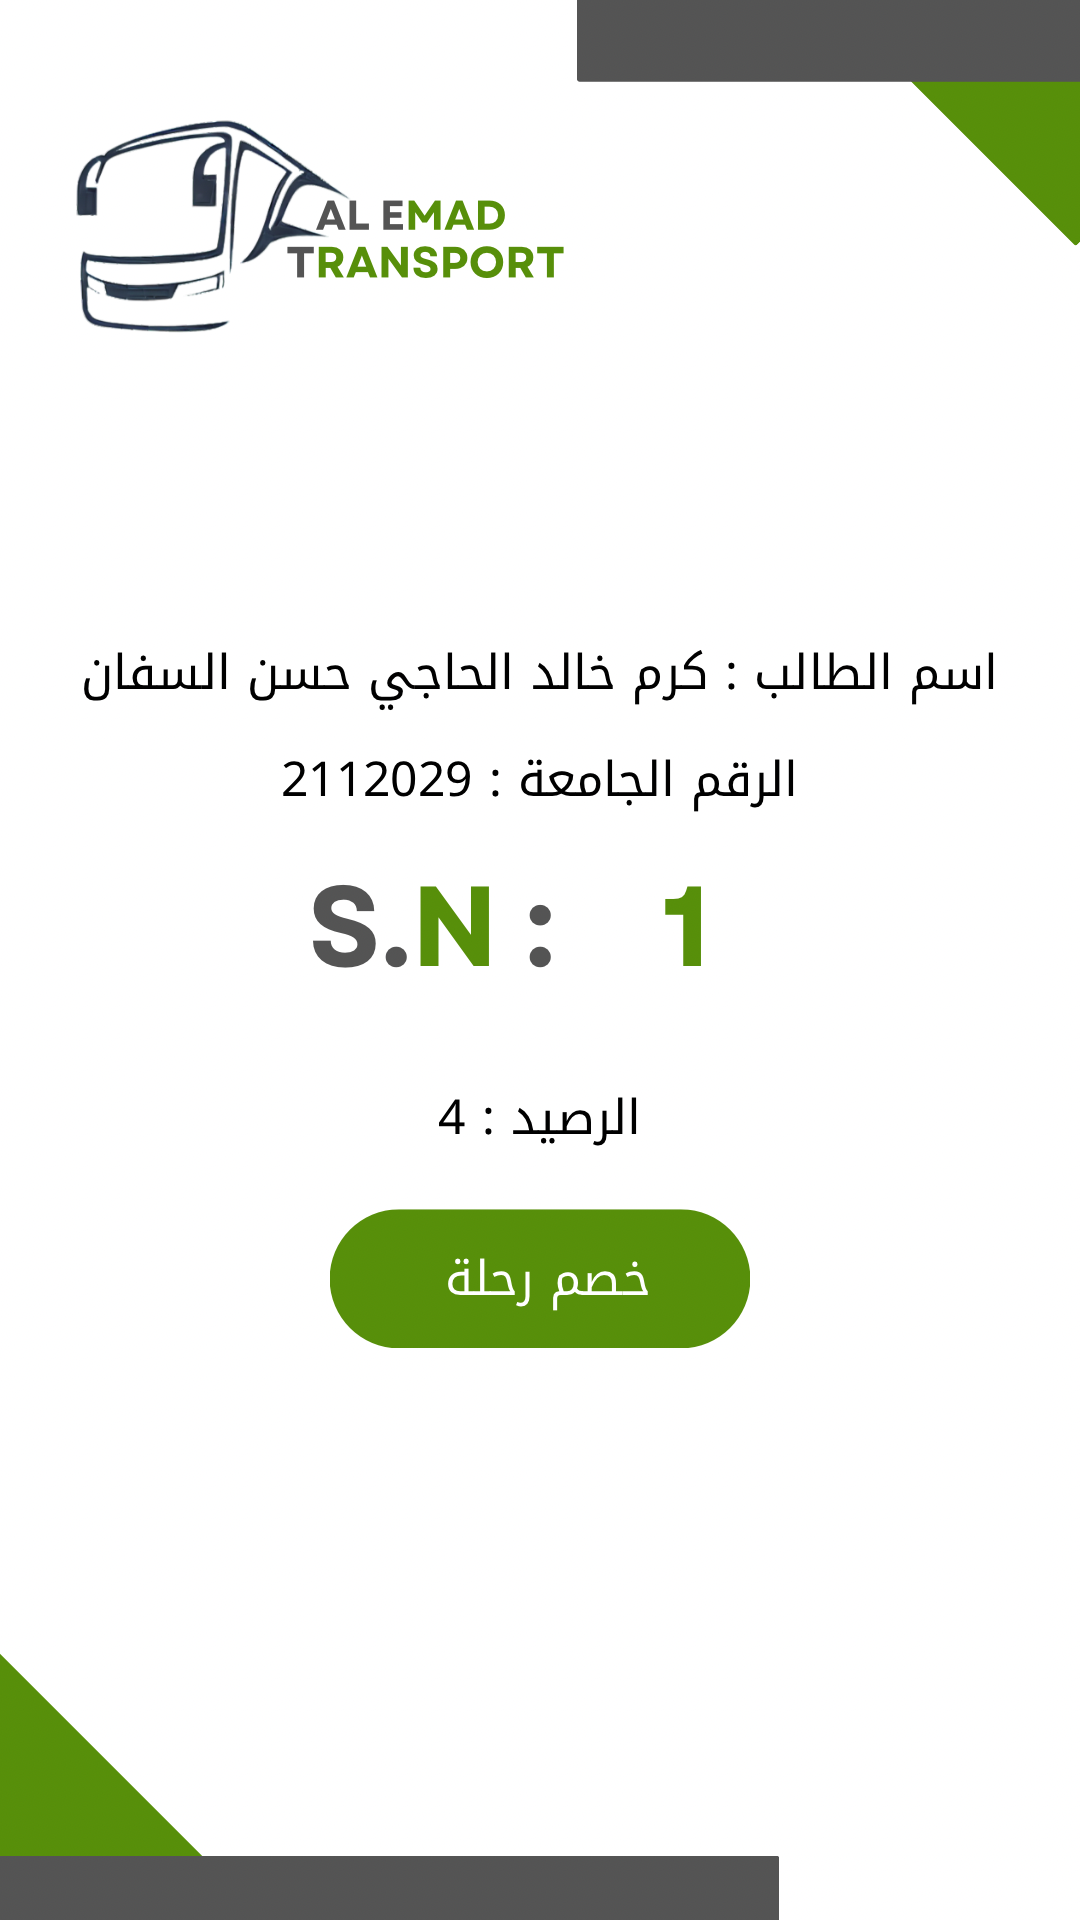 AL EMAD
TRANSPORT
اسم الطالب : كرم خالد الحاجي حسن السفان
الرقم الجامعة : 2112029
S.N : 1
الرصيد : 4
خصم رحلة